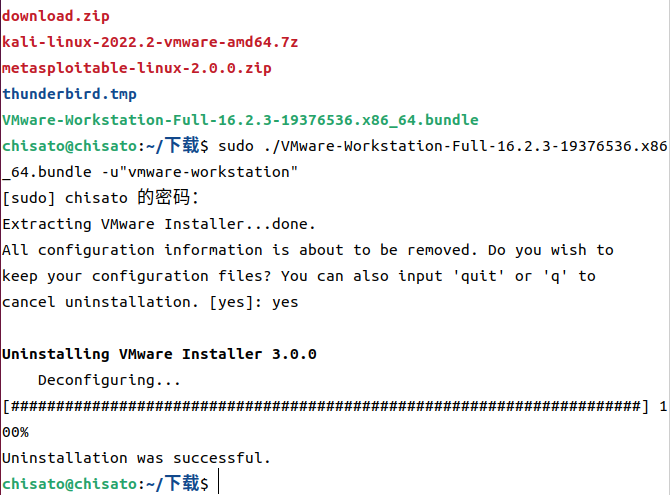 download.zip
kali-linux-2022.2-vmware-amd64.7z
metasploitable-linux-2.0.0.zip
thunderbird.tmp
VMware-Workstation-Full-16.2.3-19376536.x86_64.bundle
chisato@chisato:~/下载$ sudo ./VMware-Workstation-Full-16.2.3-19376536.x86
_64.bundle -u"vmware-workstation"
[sudo] chisato 的密码：
Extracting VMware Installer...done.
All configuration information is about to be removed. Do you wish to
keep your configuration files? You can also input 'quit' or 'q' to
cancel uninstallation. [yes]: yes
Uninstalling VMware Installer 3.0.0
    Deconfiguring...
[######################################################################] 1
00%
Uninstallation was successful.
chisato@chisato:~/下载$